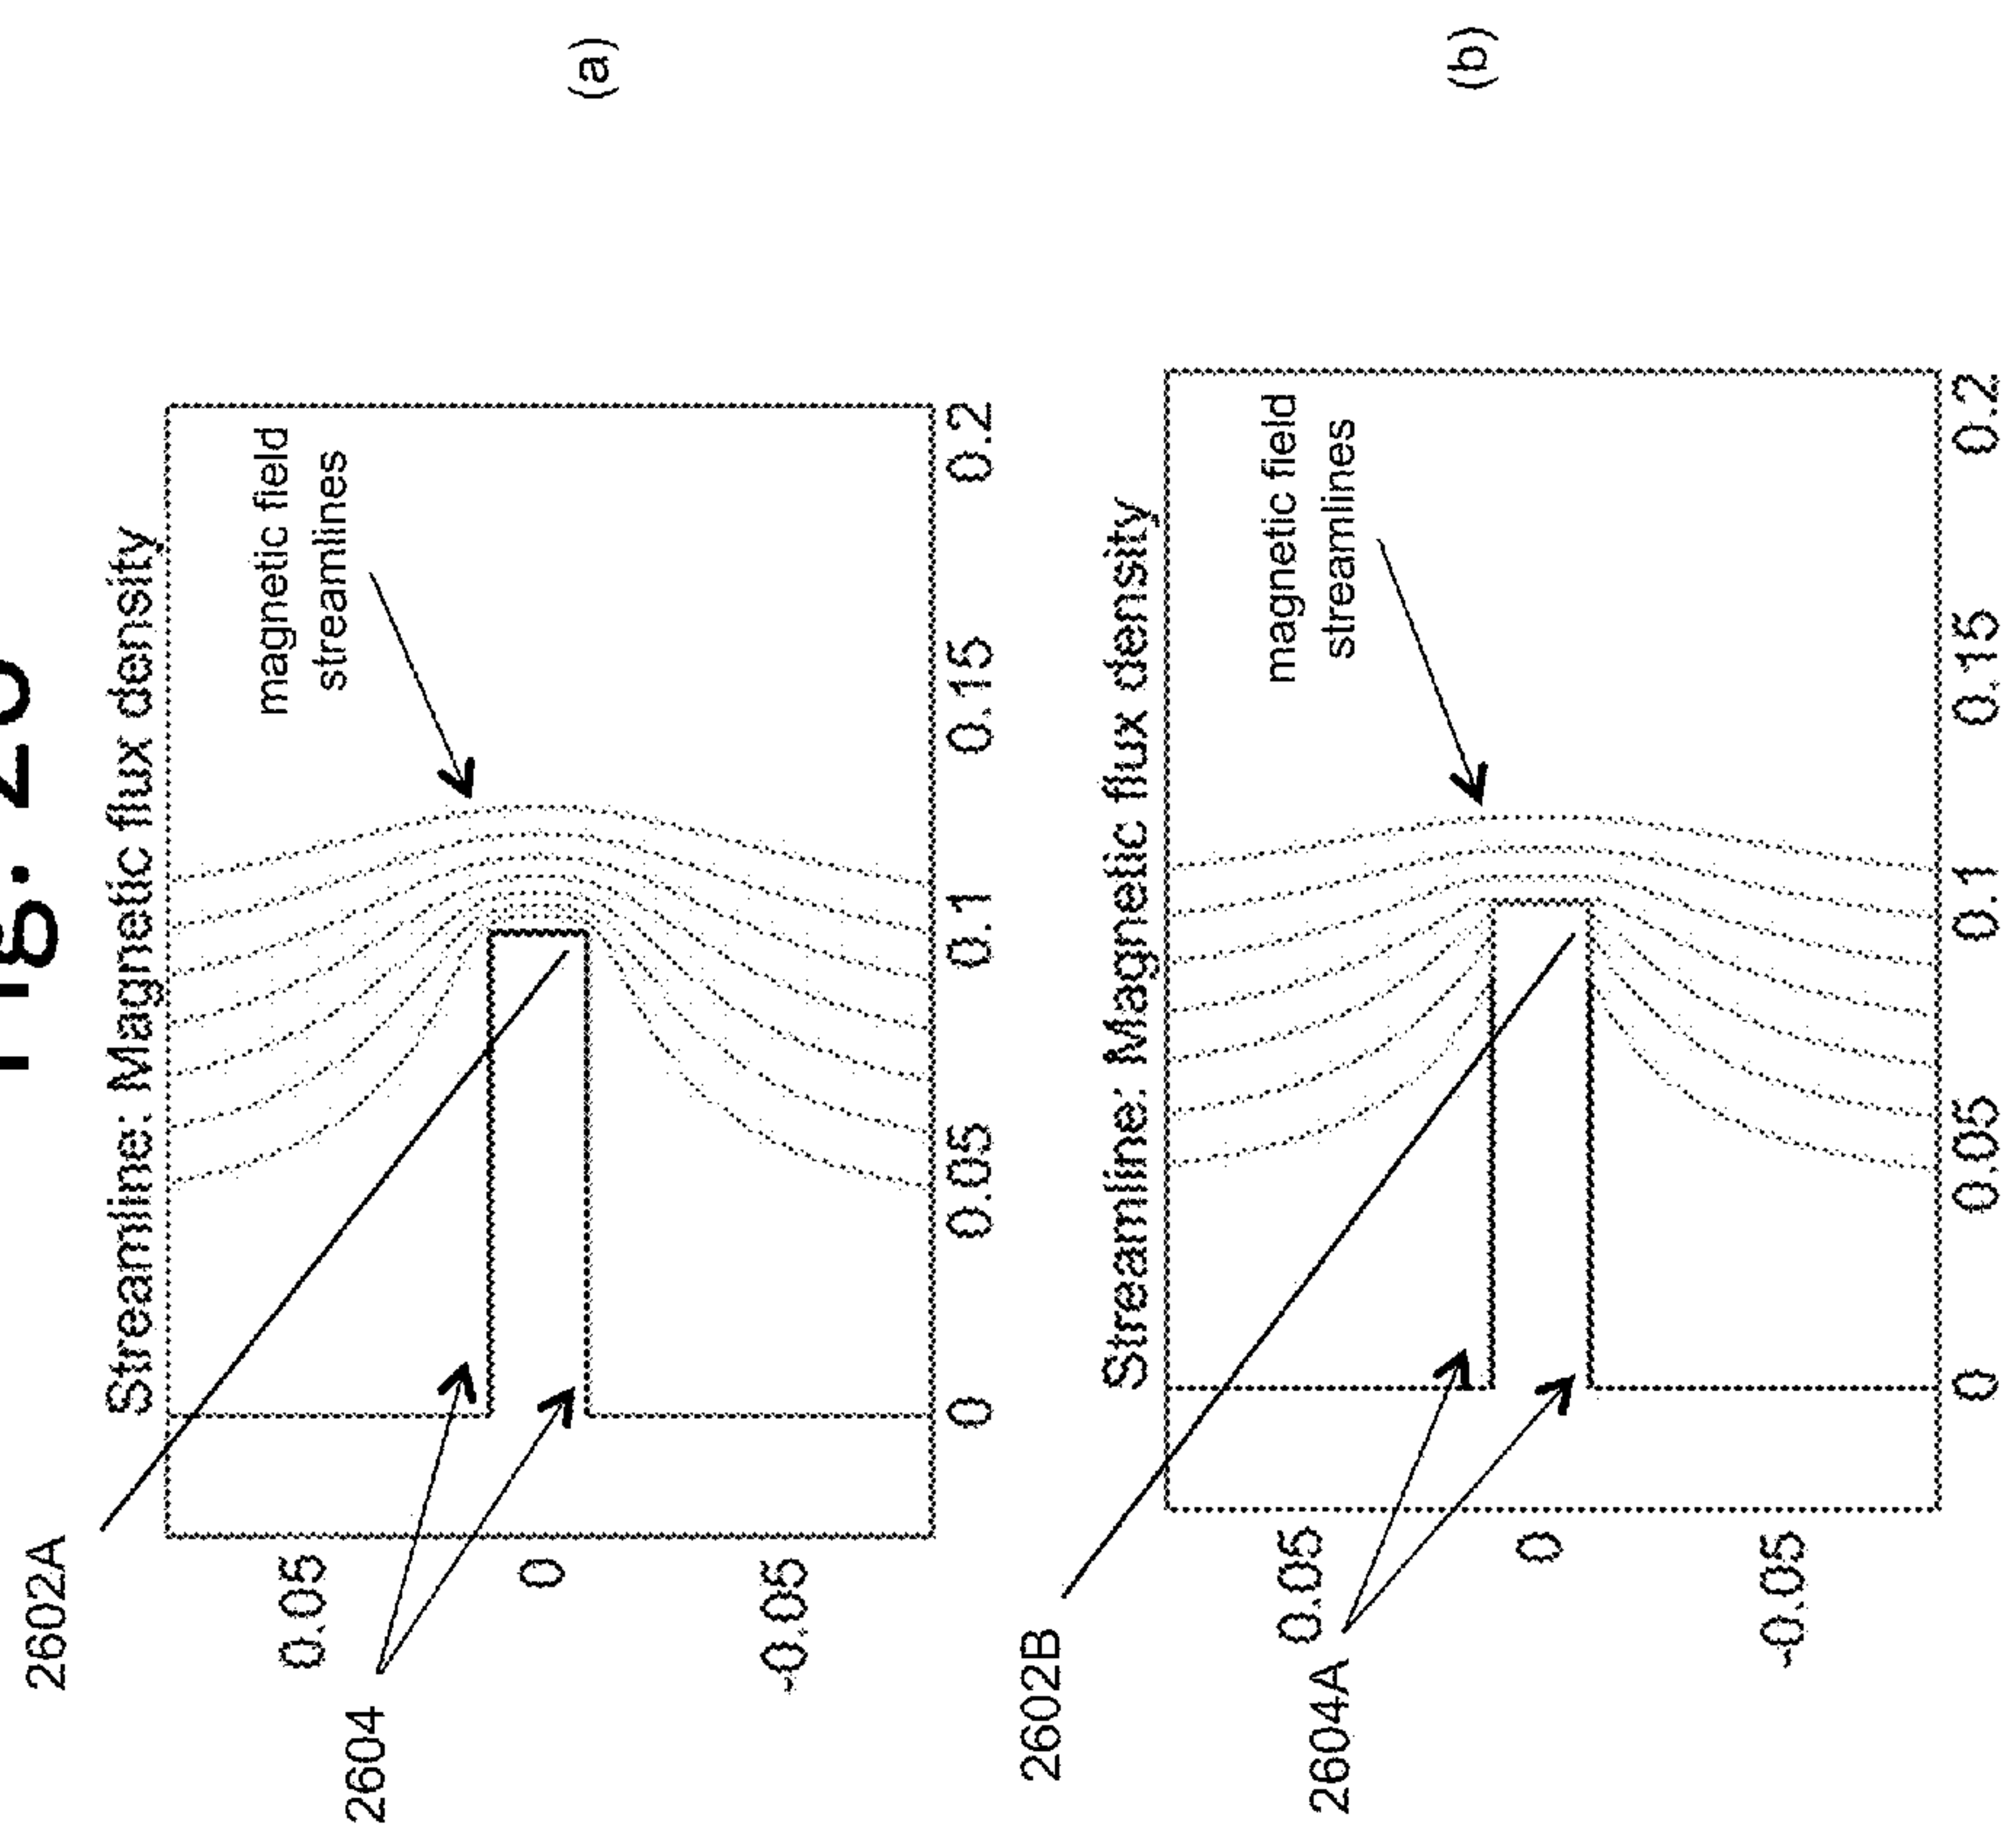 Fig.
2602A
Streamline: Magnetic flux density
magnetic field
streamlines
0.05
0
-0.05
2604
0
0.05
0.1
0.15
0.2
(a)
2602B
Streamline: Magnetic flux density
magnetic field
streamlines
0.05
0
-0.05
2604A
0
0.05
0.1
0.15
0.2
(b)